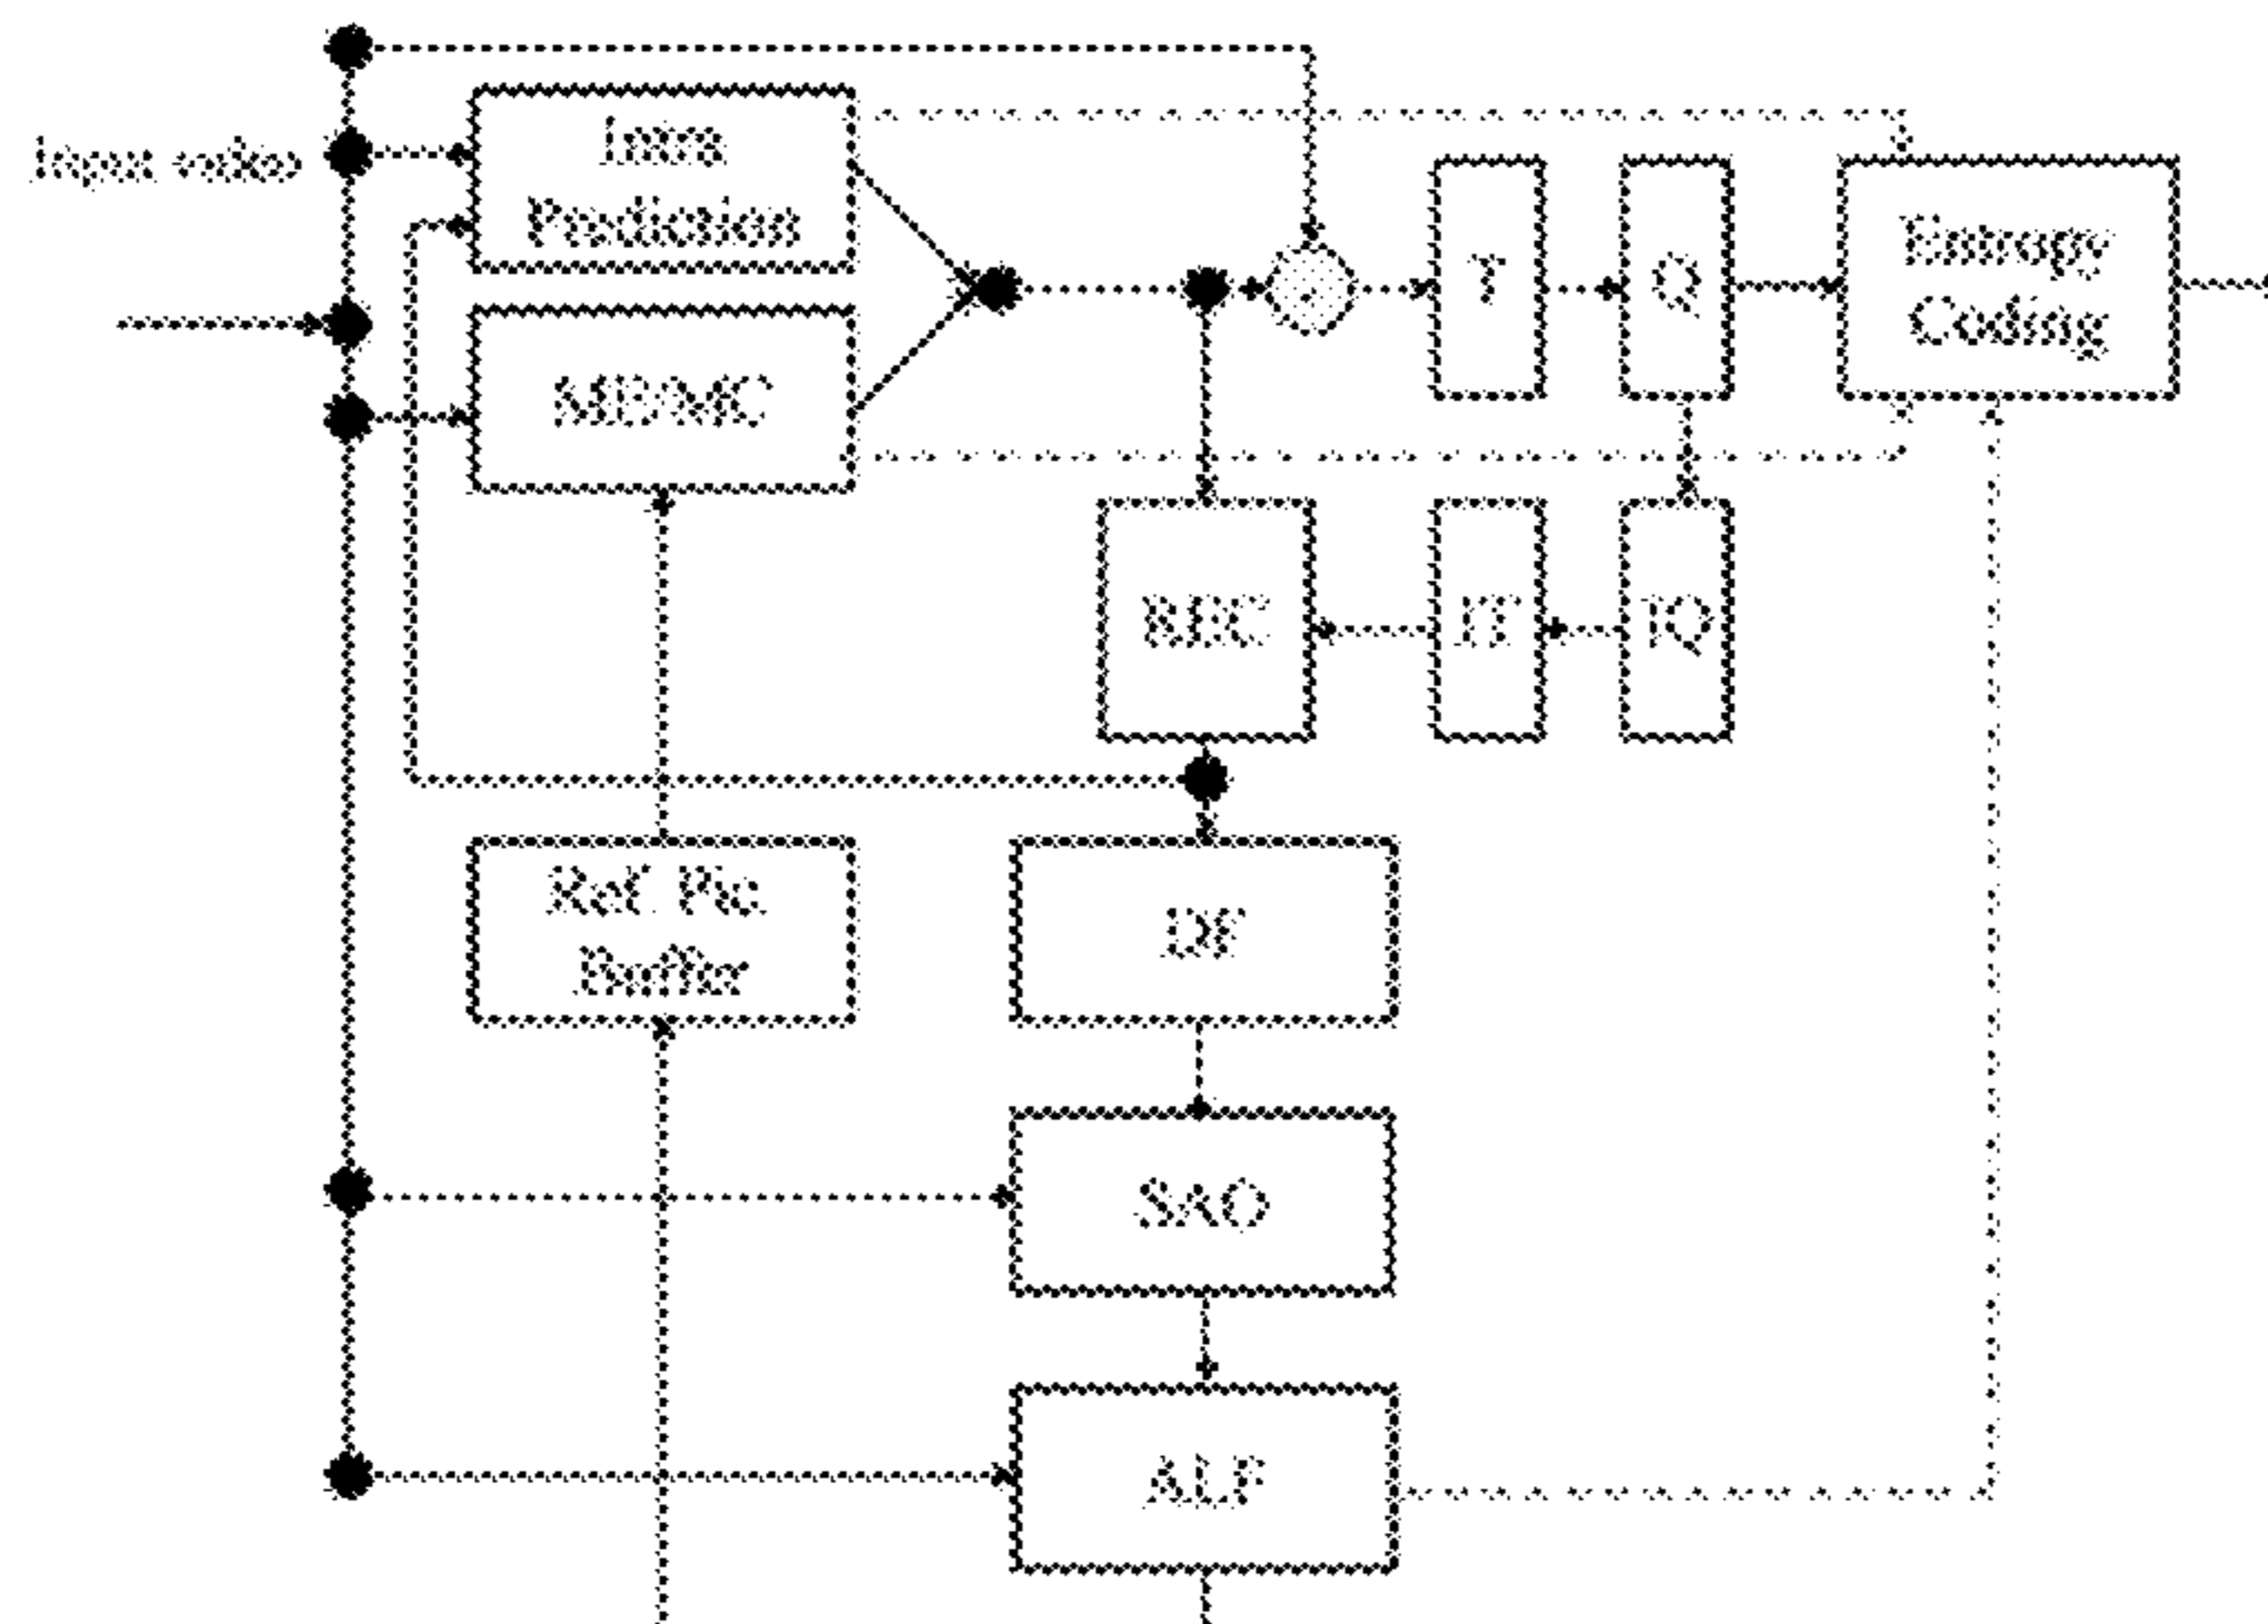 Input video
Intra
Prediction
ME/MC
-
T
Q
Entropy
Coding
REC
IT
IQ
Ref. Pic.
Buffer
DF
SAO
ALF